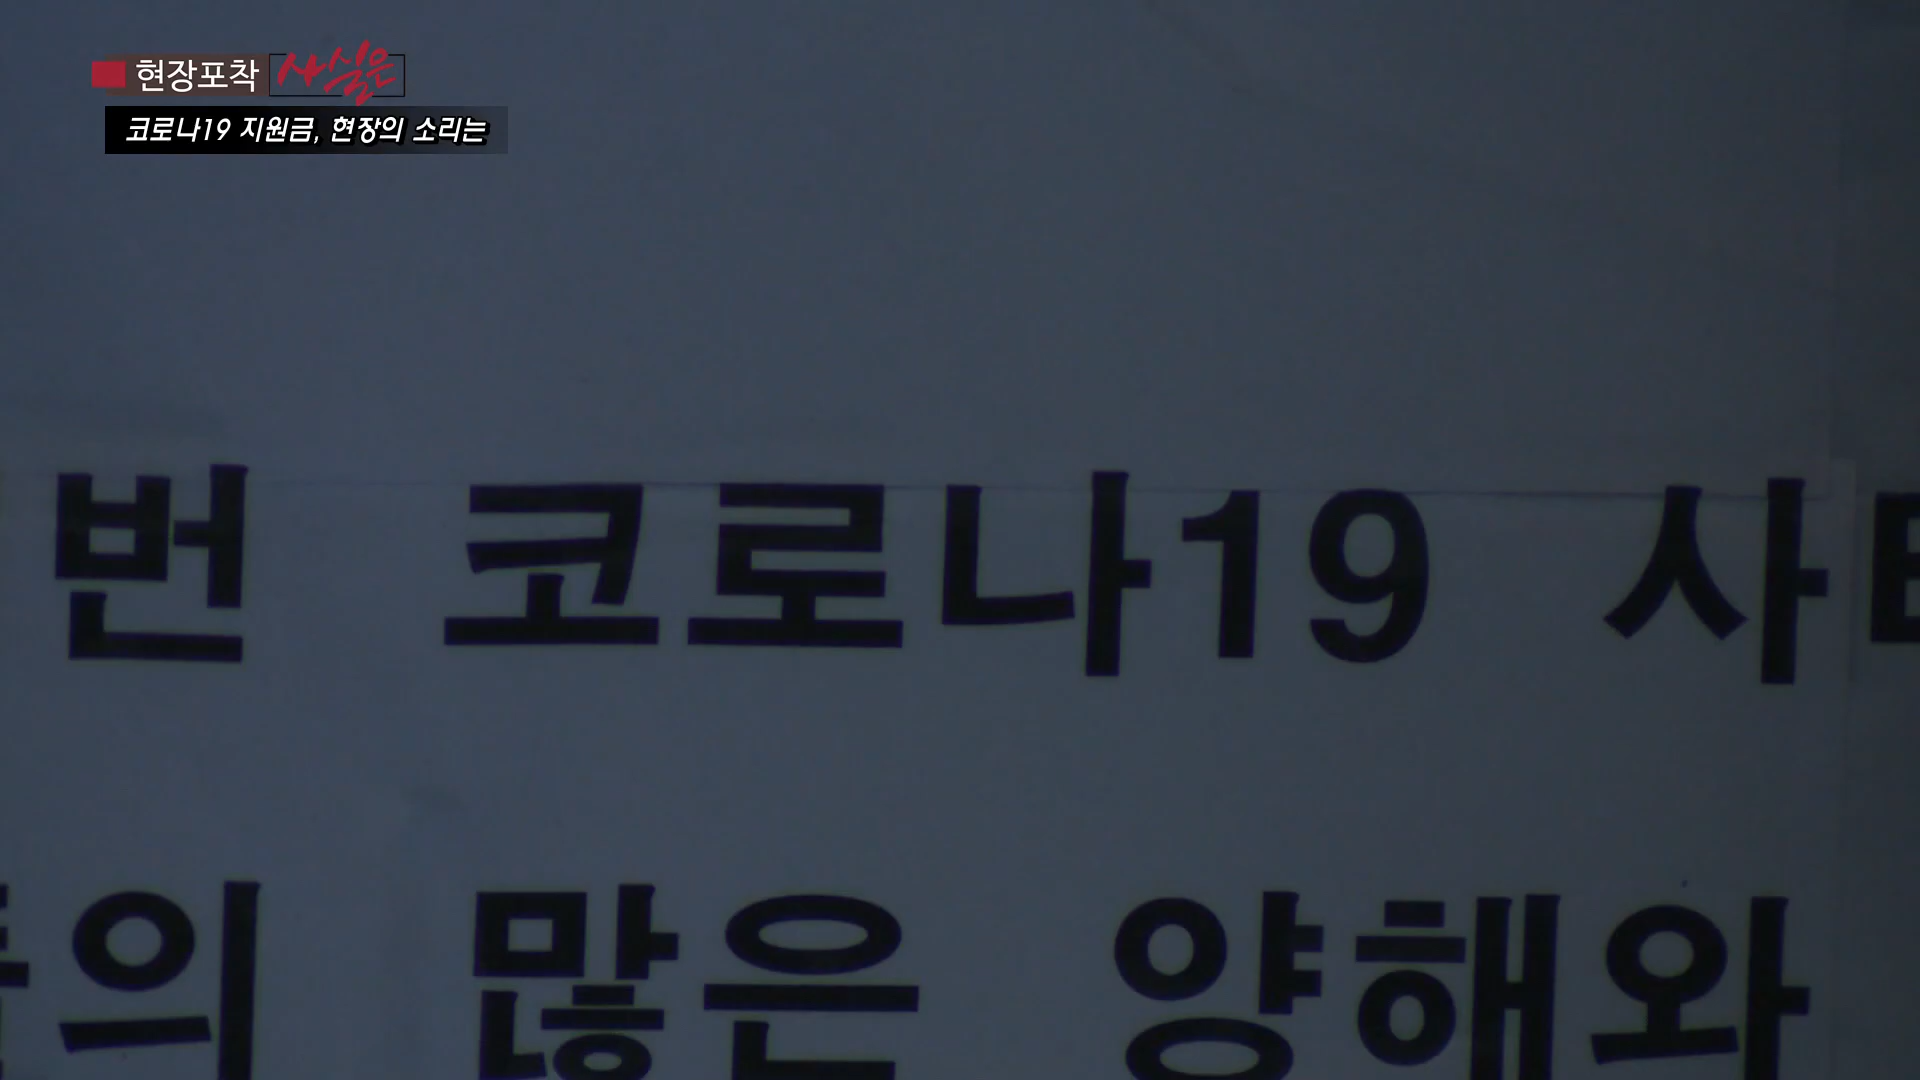 현장포착 사실은
코로나19 지원금, 현장의 소리는
번 코로나19 사
의 많은 양해와